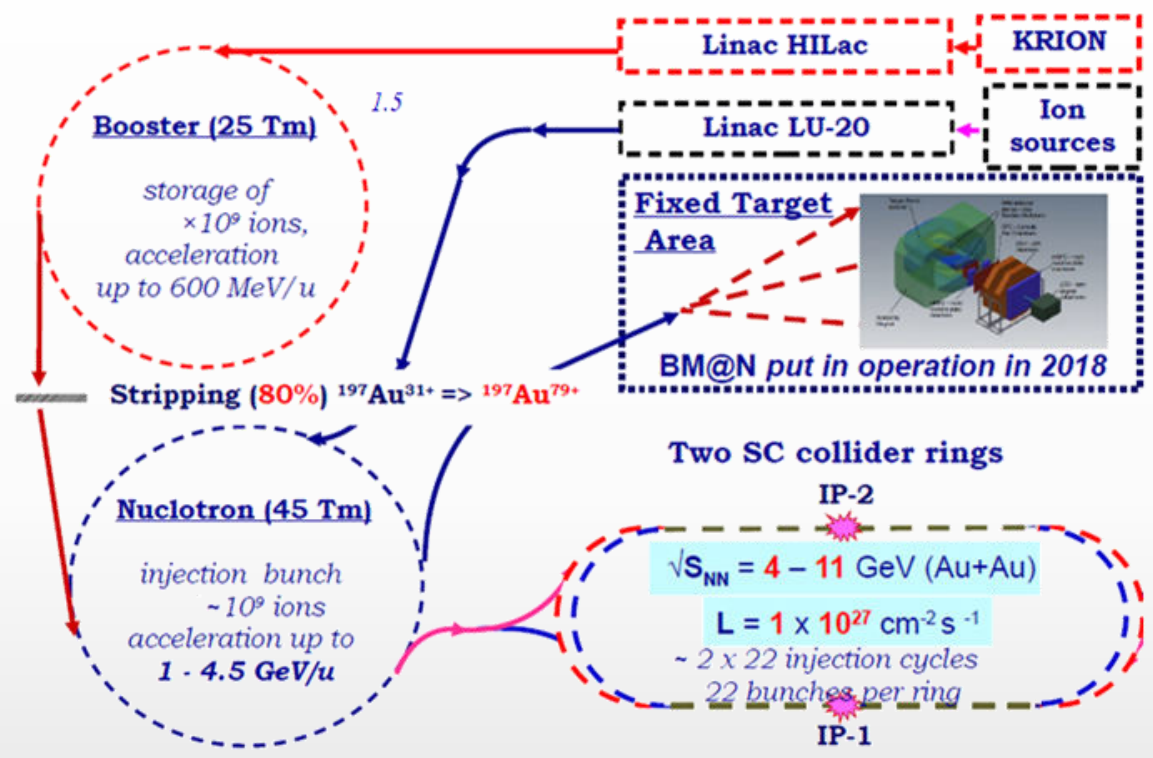 Linac HILac
KRION
1.5
Booster (25 Tm)
Linac LU-20
Ion
sources
storage of
×10⁹ ions,
acceleration
up to 600 MeV/u
Fixed Target
Area
BM@N put in operation in 2018
Stripping (80%) ¹⁹⁷Au³¹⁺ => ¹⁹⁷Au⁷⁹⁺
Nuclotron (45 Tm)
injection bunch
~10⁹ ions
acceleration up to
1 - 4.5 GeV/u
Two SC collider rings
IP-2
√S_NN = 4 – 11 GeV (Au+Au)
L = 1 x 10²⁷ cm⁻² s ⁻¹
~ 2 x 22 injection cycles
22 bunches per ring
IP-1